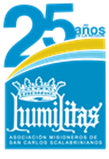 25 años
humilitas
ASOCIACIÓN MISIONEROS DE
SAN CARLOS SCALABRINIANOS